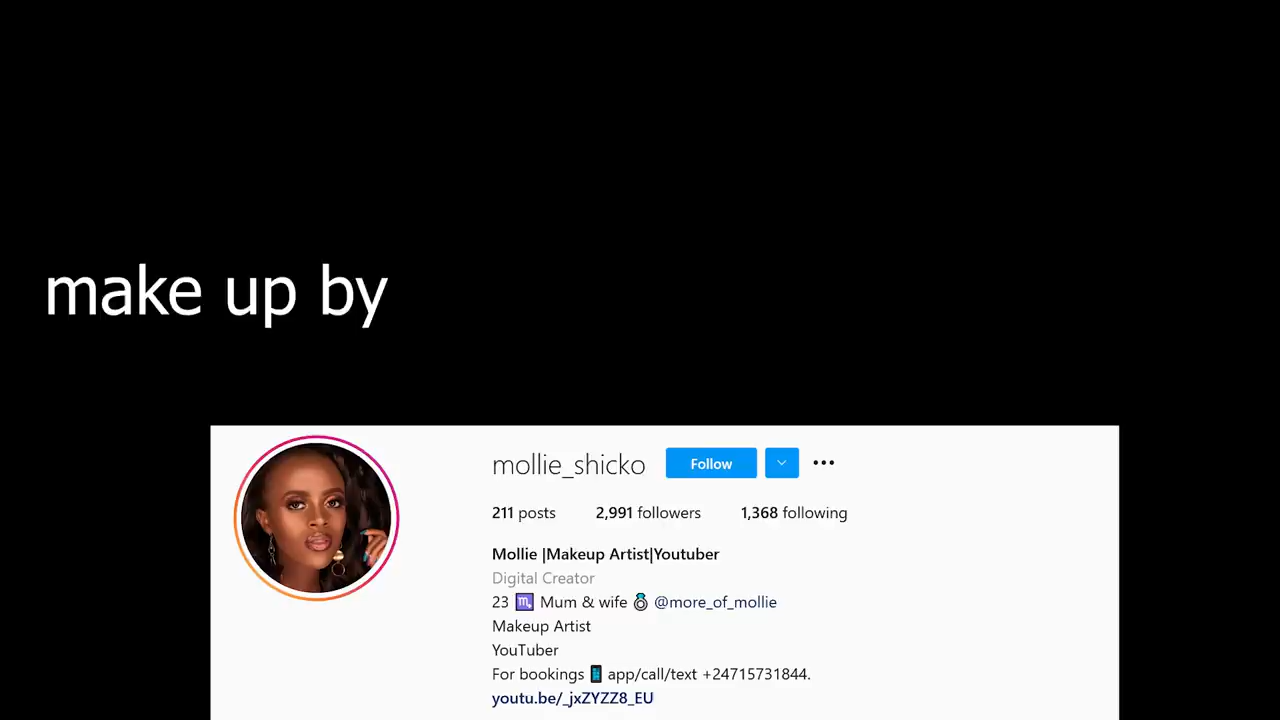 make up by
mollie_shicko Follow
211 posts 2,991 followers 1,368 following
Mollie |Makeup Artist|Youtuber
Digital Creator
23 ♏ Mum & wife 💍 @more_of_mollie
Makeup Artist
YouTuber
For bookings 📱 app/call/text +24715731844.
youtu.be/_jxZYZZ8_EU